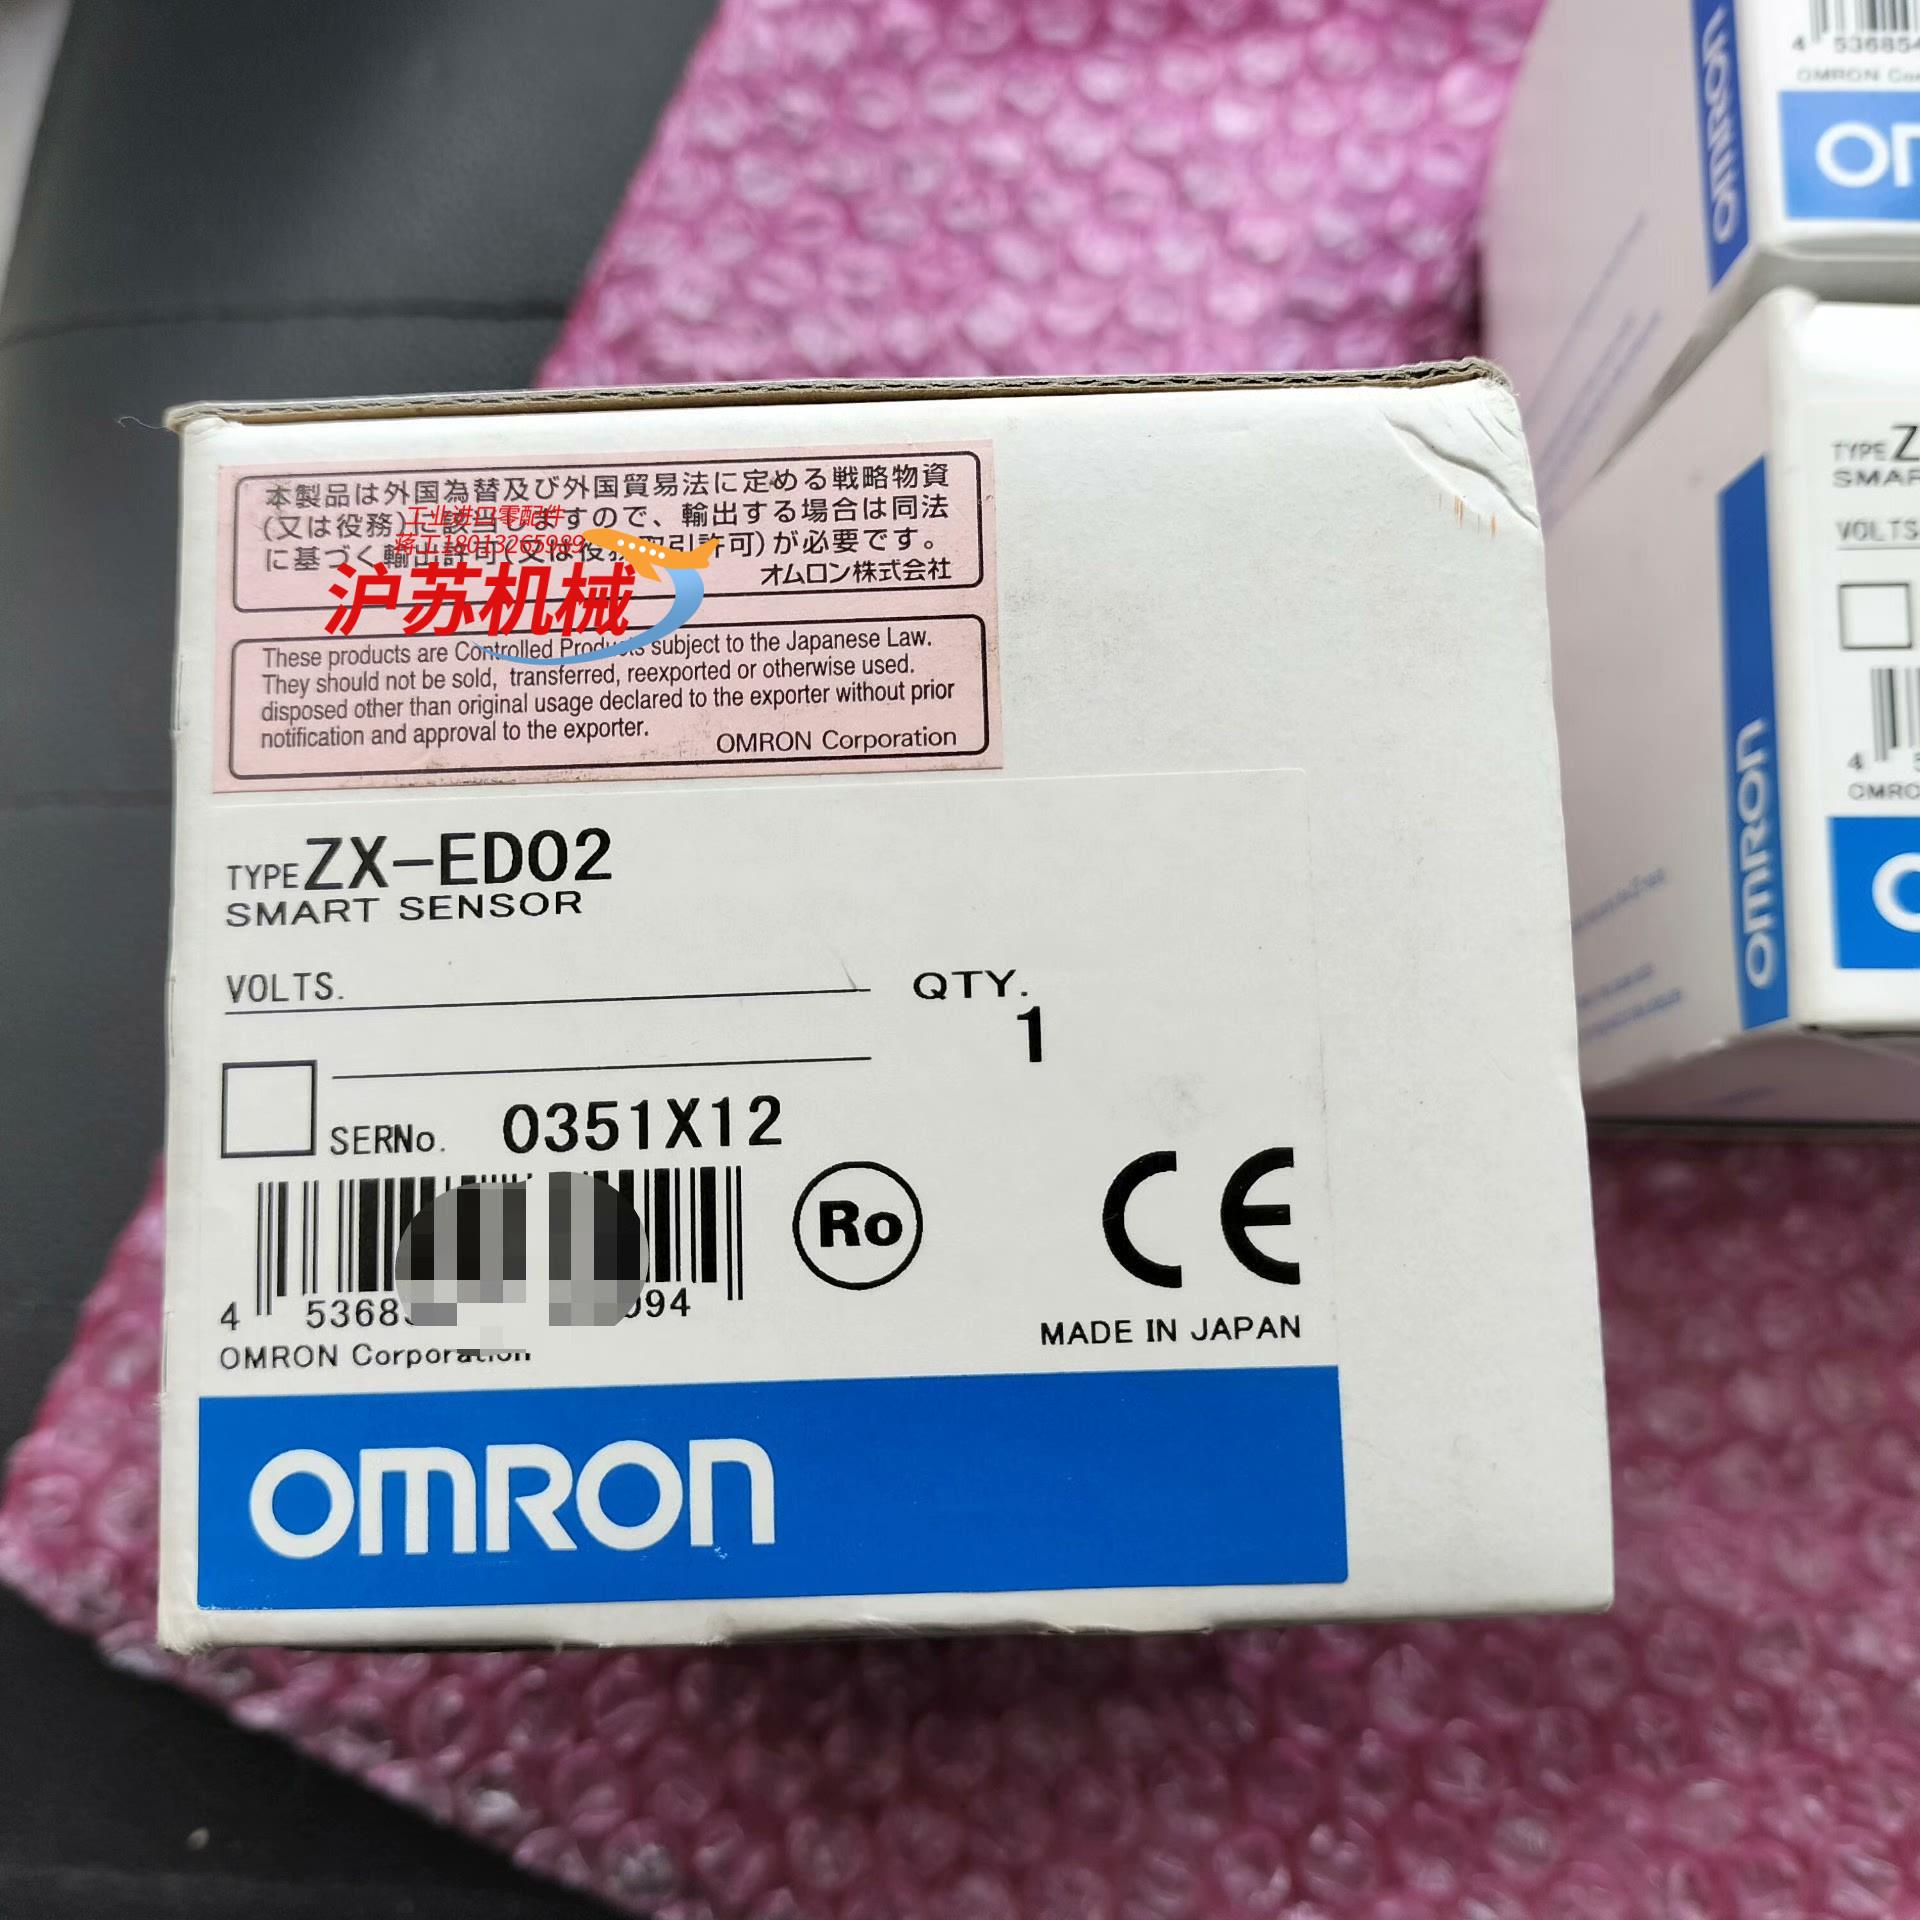 本製品は外国為替及び外国貿易法に定める戦略物資
(又は役務)に該当しますので、輸出する場合は同法
に基づく輸出許可(又は役務取引許可)が必要です。
オムロン株式会社
工业进口零配件
蒋工18013265989
沪苏机械
These products are Controlled Products subject to the Japanese Law.
They should not be sold, transferred, reexported or otherwise used.
disposed other than original usage declared to the exporter without prior
notification and approval to the exporter.
OMRON Corporation
TYPE ZX-ED02
SMART SENSOR
VOLTS.
QTY.
1
SERNo. 0351X12
Ro
CE
4 5368 094
OMRON Corporation
MADE IN JAPAN
OMRON
OMRON
4 536854
OMRON
TYPE Z
VOLTS
4
OMRON